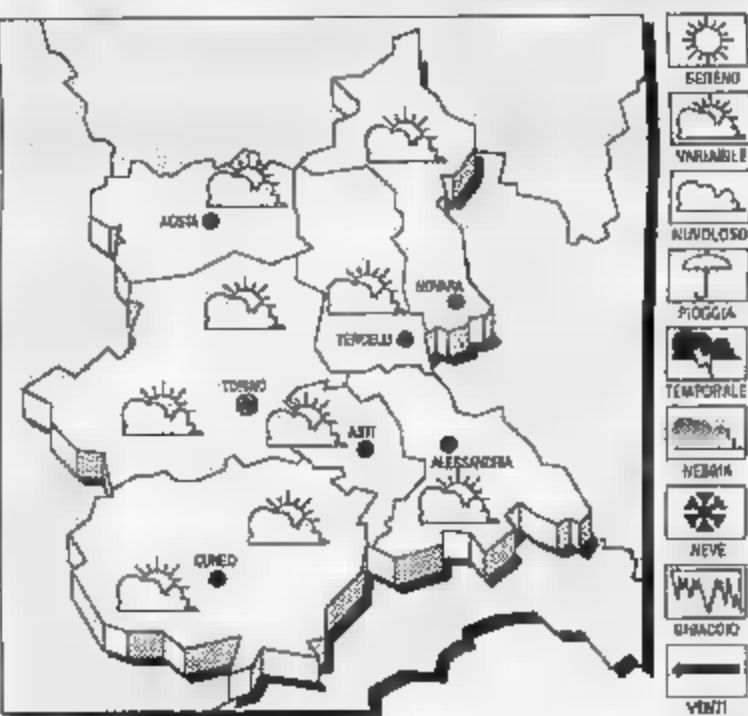 AOSTA
NOVARA
VERCELLI
TORINO
ASTI
ALESSANDRIA
CUNEO
SERENO
VARIABILE
NUVOLOSO
PIOGGIA
TEMPORALE
NEBBIA
NEVE
GHIACCIO
VENTI